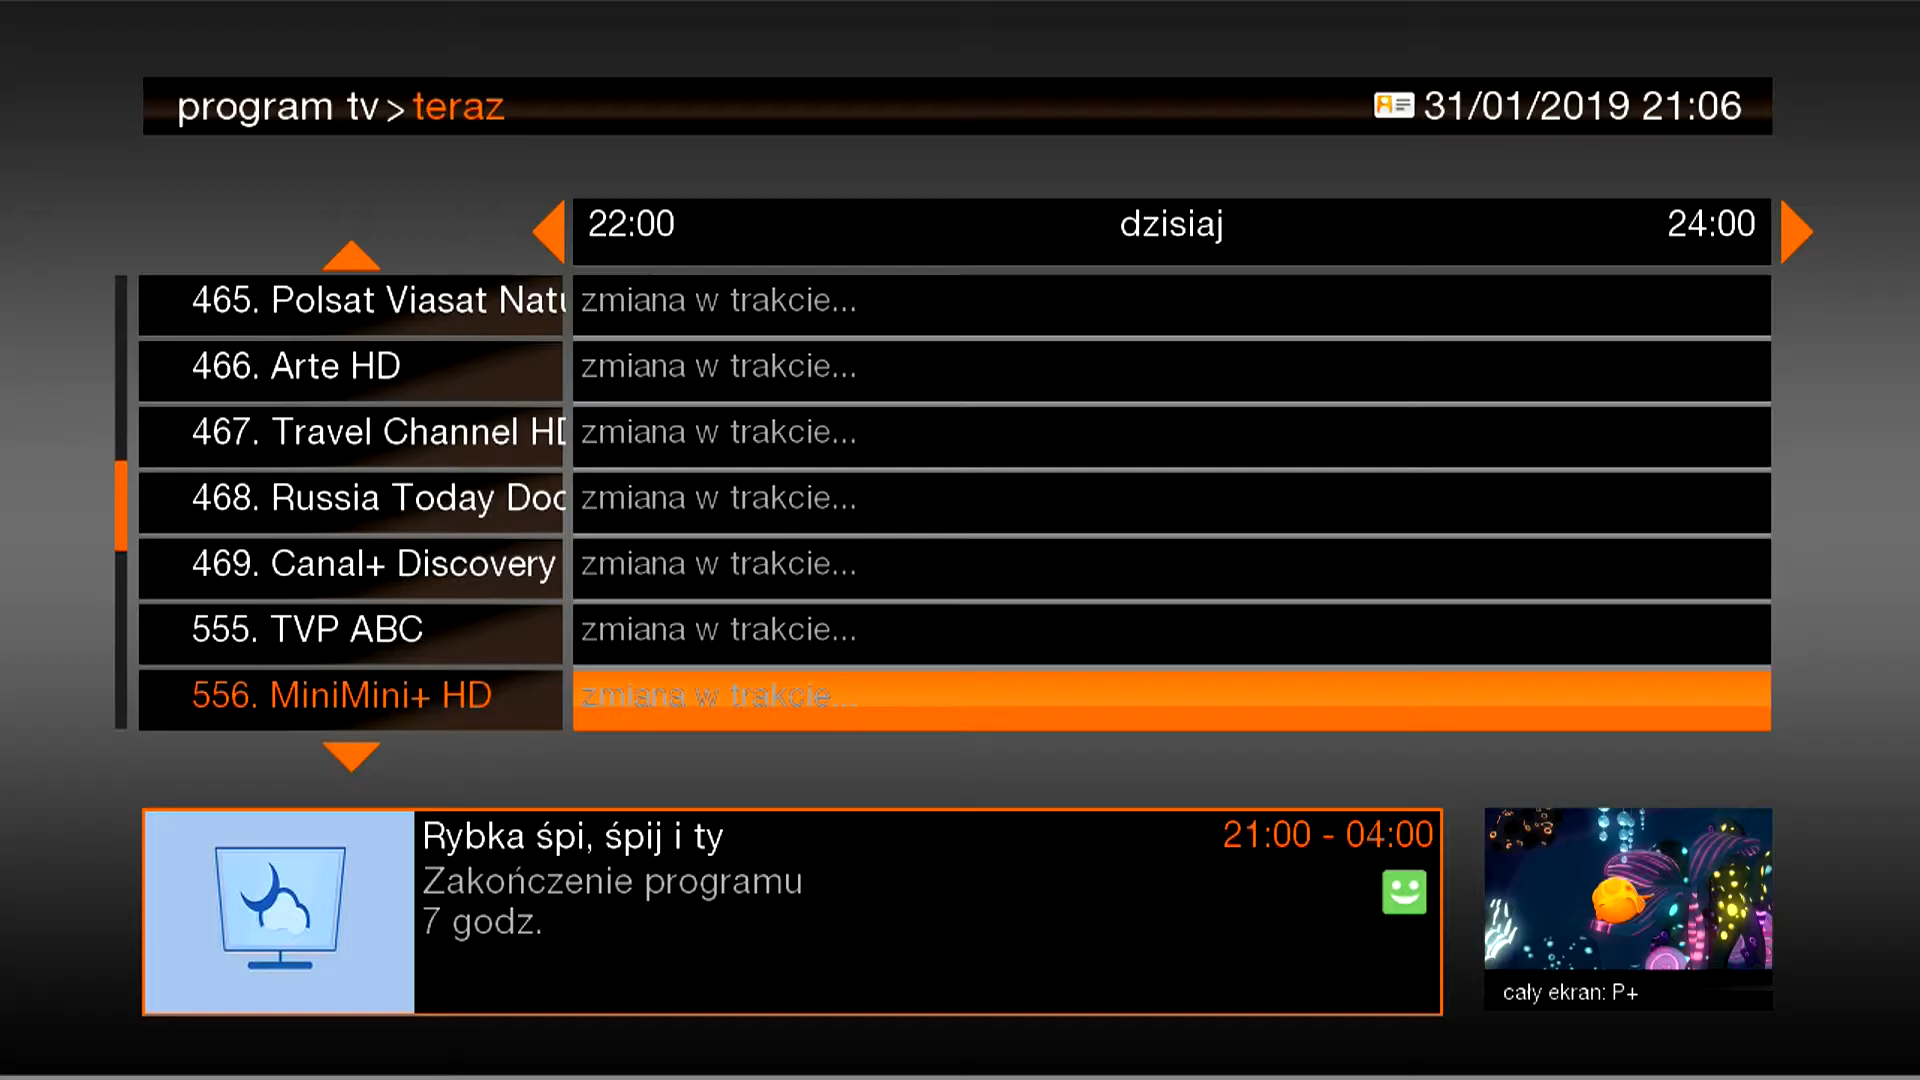 program tv > teraz
31/01/2019 21:06
22:00 dzisiaj 24:00
465. Polsat Viasat Natu zmiana w trakcie...
466. Arte HD zmiana w trakcie...
467. Travel Channel HD zmiana w trakcie...
468. Russia Today Doc zmiana w trakcie...
469. Canal+ Discovery zmiana w trakcie...
555. TVP ABC zmiana w trakcie...
556. MiniMini+ HD zmiana w trakcie...
Rybka śpi, śpij i ty 21:00 - 04:00
Zakończenie programu
7 godz.
cały ekran: P+